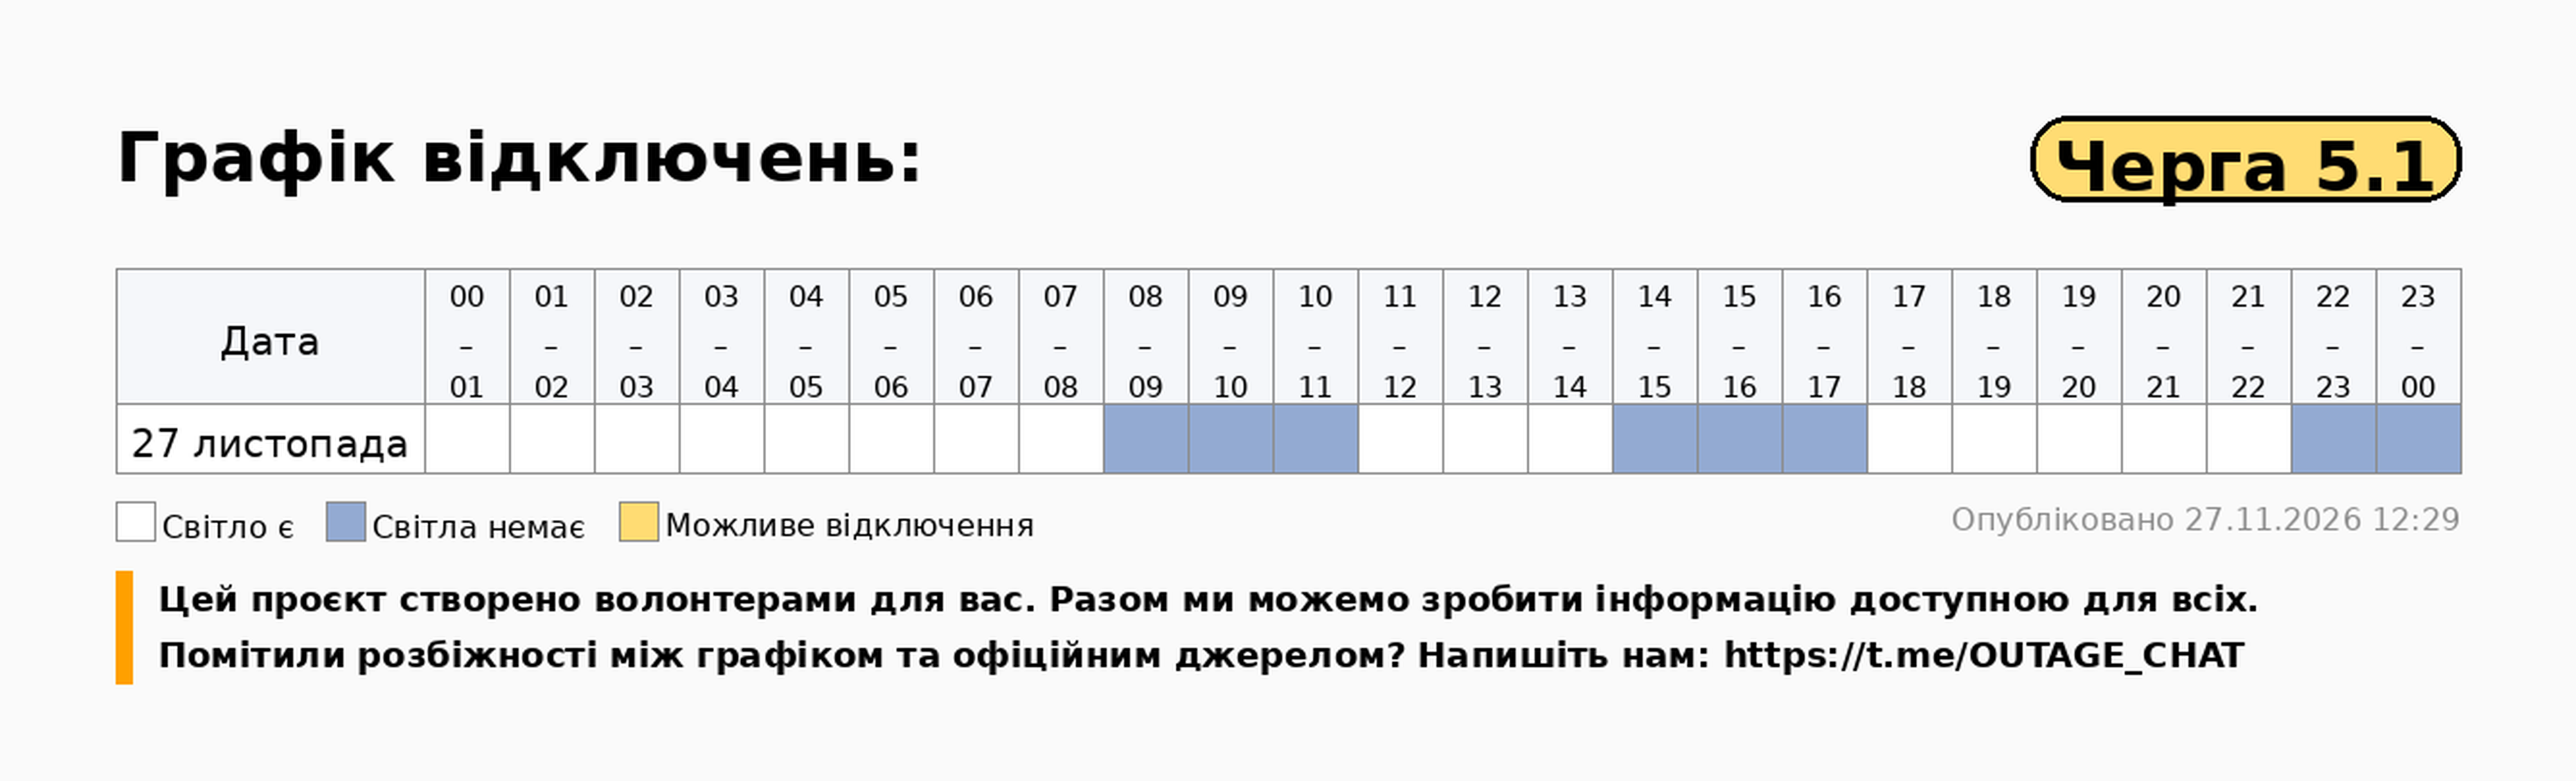 Графік відключень:
Черга 5.1
Дата 00 – 01 01 – 02 02 – 03 03 – 04 04 – 05 05 – 06 06 – 07 07 – 08 08 – 09 09 – 10 10 – 11 11 – 12 12 – 13 13 – 14 14 – 15 15 – 16 16 – 17 17 – 18 18 – 19 19 – 20 20 – 21 21 – 22 22 – 23 23 – 00
27 листопада
Світло є Світла немає Можливе відключення
Опубліковано 27.11.2026 12:29
Цей проєкт створено волонтерами для вас. Разом ми можемо зробити інформацію доступною для всіх.
Помітили розбіжності між графіком та офіційним джерелом? Напишіть нам: https://t.me/OUTAGE_CHAT